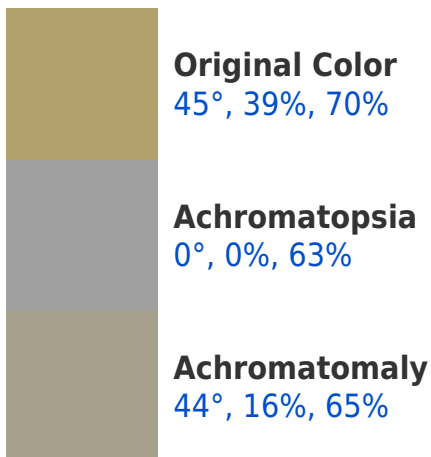 Original Color
45°, 39%, 70%
Achromatopsia
0°, 0%, 63%
Achromatomaly
44°, 16%, 65%